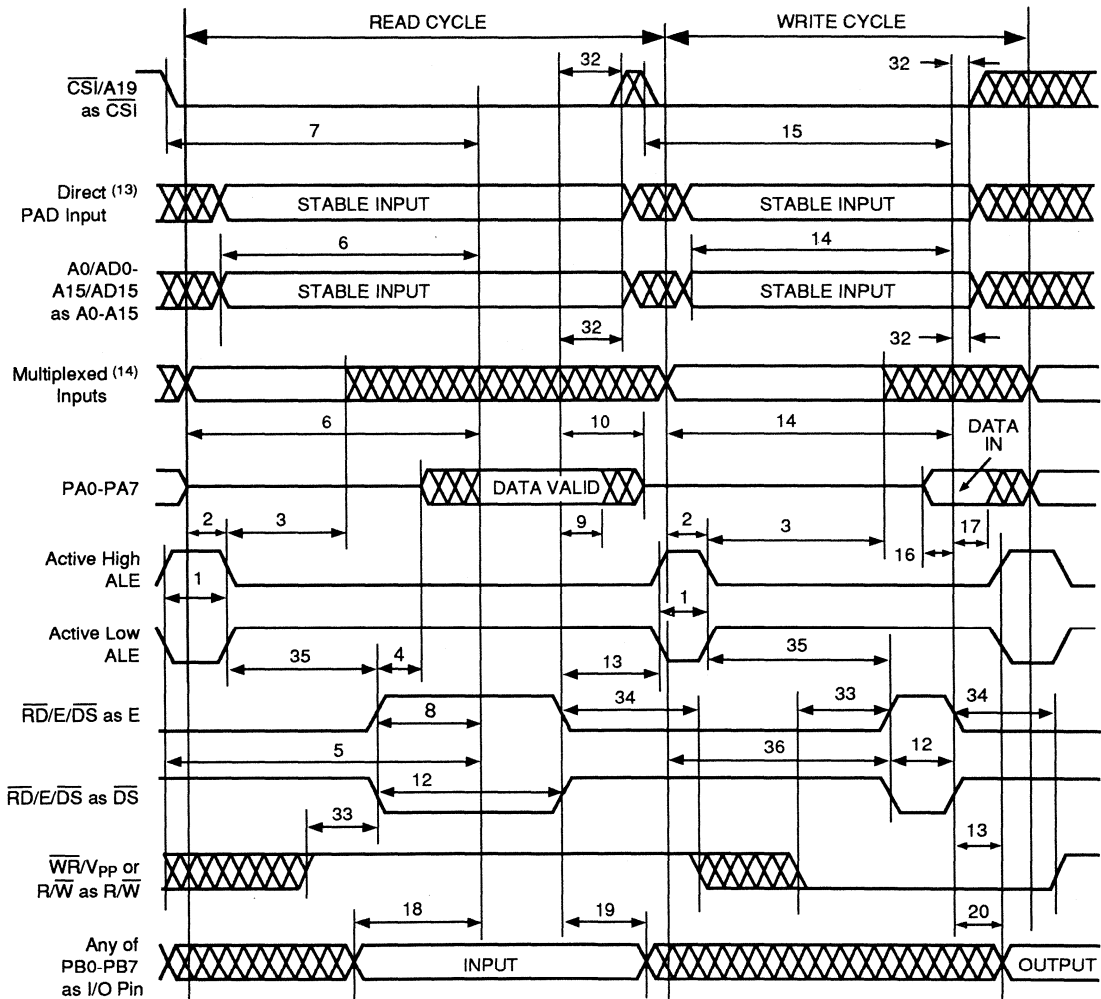 READ CYCLE
WRITE CYCLE
32
32
CSI/A19
as CSI
7
15
Direct (13)
PAD Input
STABLE INPUT
STABLE INPUT
6
14
A0/AD0-
A15/AD15
as A0-A15
STABLE INPUT
STABLE INPUT
32
32
Multiplexed (14)
Inputs
6
10
14
DATA
IN
PA0-PA7
DATA VALID
2
3
9
2
3
17
16
Active High
ALE
1
1
Active Low
ALE
35
4
13
35
RD/E/DS as E
8
34
33
34
5
36
12
12
RD/E/DS as DS
33
13
WR/VPP or
R/W as R/W
18
19
20
Any of
PB0-PB7
as I/O Pin
INPUT
OUTPUT